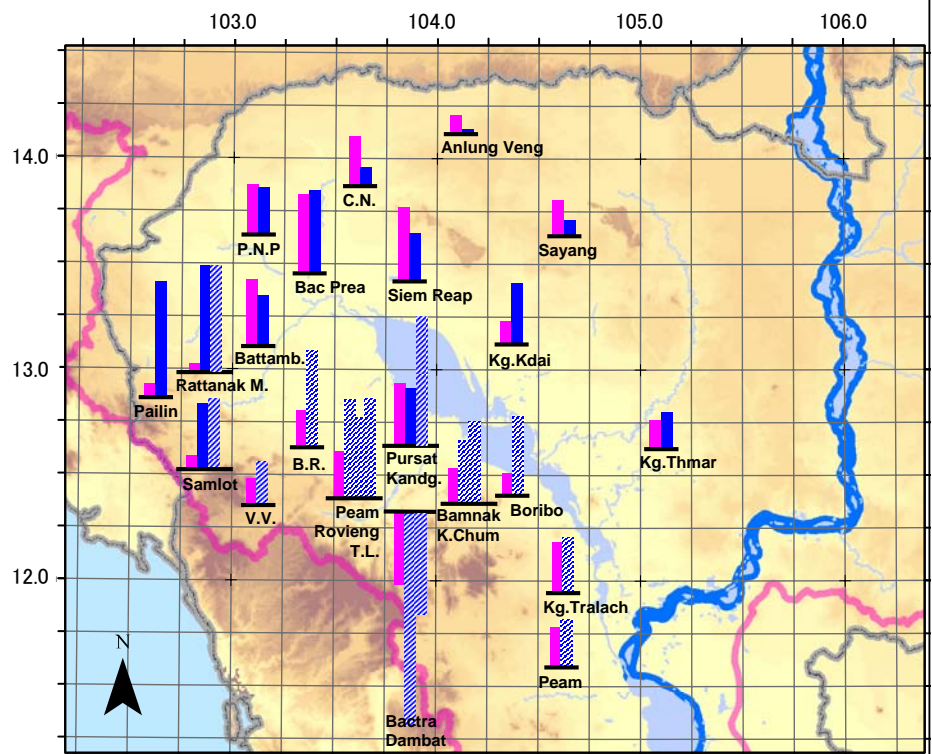 103.0 104.0 105.0 106.0
Anlung Veng
14.0
C.N.
P.N.P
Sayang
Bac Prea
Siem Reap
Battamb.
Kg.Kdai
13.0
Rattanak M.
Pailin
Pursat
Kandg.
B.R.
Kg.Thmar
Samlot
Peam
Rovieng
T.L.
Boribo
Bamnak
K.Chum
V.V.
12.0
Kg.Tralach
N
Peam
Bactra
Dambat